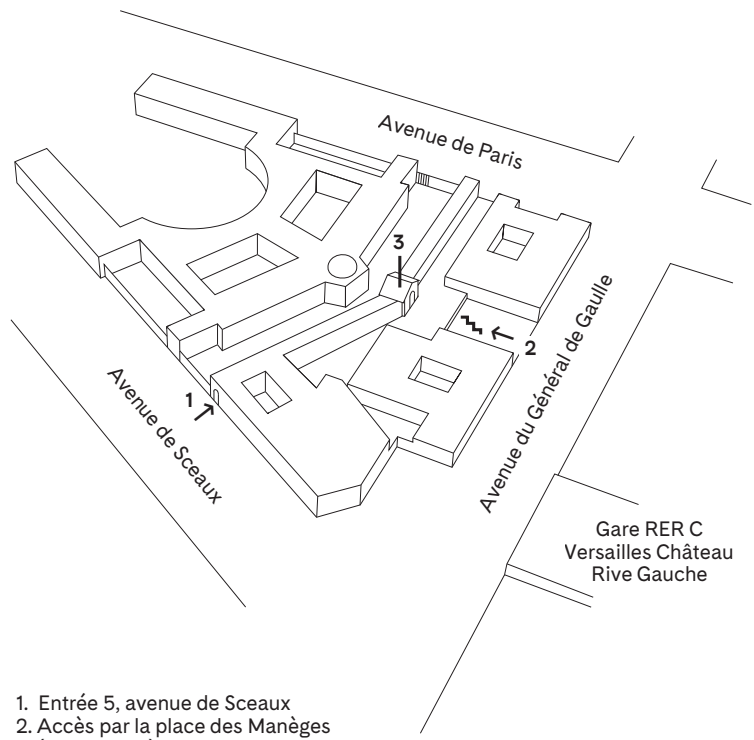 Avenue de Paris
3
2
1
Avenue de Sceaux
Avenue du Général de Gaulle
Gare RER C
Versailles Château
Rive Gauche
1. Entrée 5, avenue de Sceaux
2. Accès par la place des Manèges